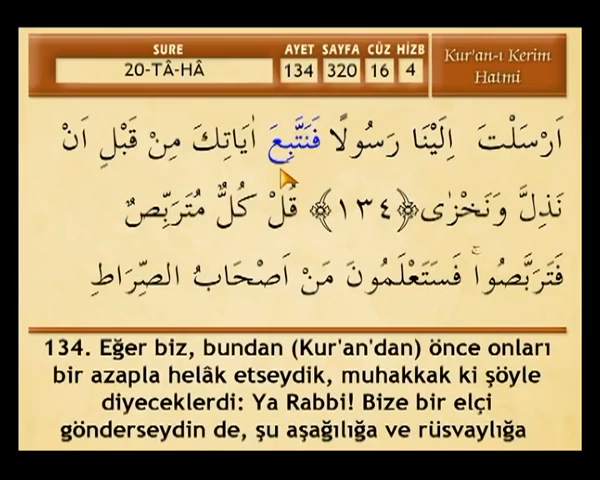 SURE AYET SAYFA CÜZ HİZB
20-TÂ-HÂ 134 320 16 4
Kur'an-ı Kerim
Hatmi
اَرْسَلْتَ اِلَيْنَا رَسُولًا فَنَتَّبِعَ اٰيَاتِكَ مِنْ قَبْلِ اَنْ
نَذِلَّ وَنَخْزٰى ﴿١٣٤﴾ قُلْ كُلٌّ مُتَرَبِّصٌ
فَتَرَبَّصُواۚ فَسَتَعْلَمُونَ مَنْ اَصْحَابُ الصِّرَاطِ
134. Eğer biz, bundan (Kur'an'dan) önce onları
bir azapla helâk etseydik, muhakkak ki şöyle
diyeceklerdi: Ya Rabbi! Bize bir elçi
gönderseydin de, şu aşağılığa ve rüsvaylığa